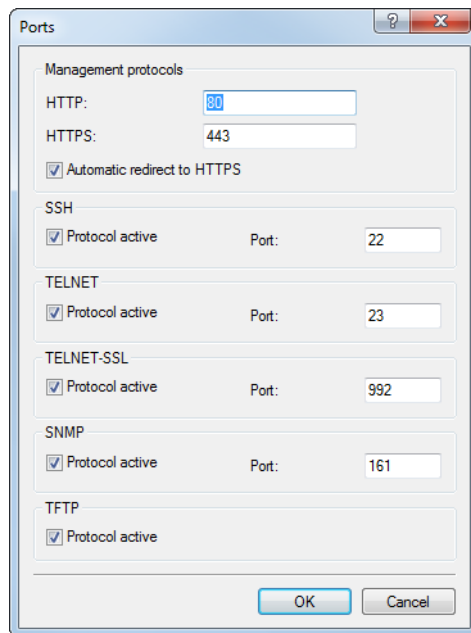 Ports
Management protocols
HTTP: 80
HTTPS: 443
Automatic redirect to HTTPS
SSH
Protocol active Port: 22
TELNET
Protocol active Port: 23
TELNET-SSL
Protocol active Port: 992
SNMP
Protocol active Port: 161
TFTP
Protocol active
OK Cancel